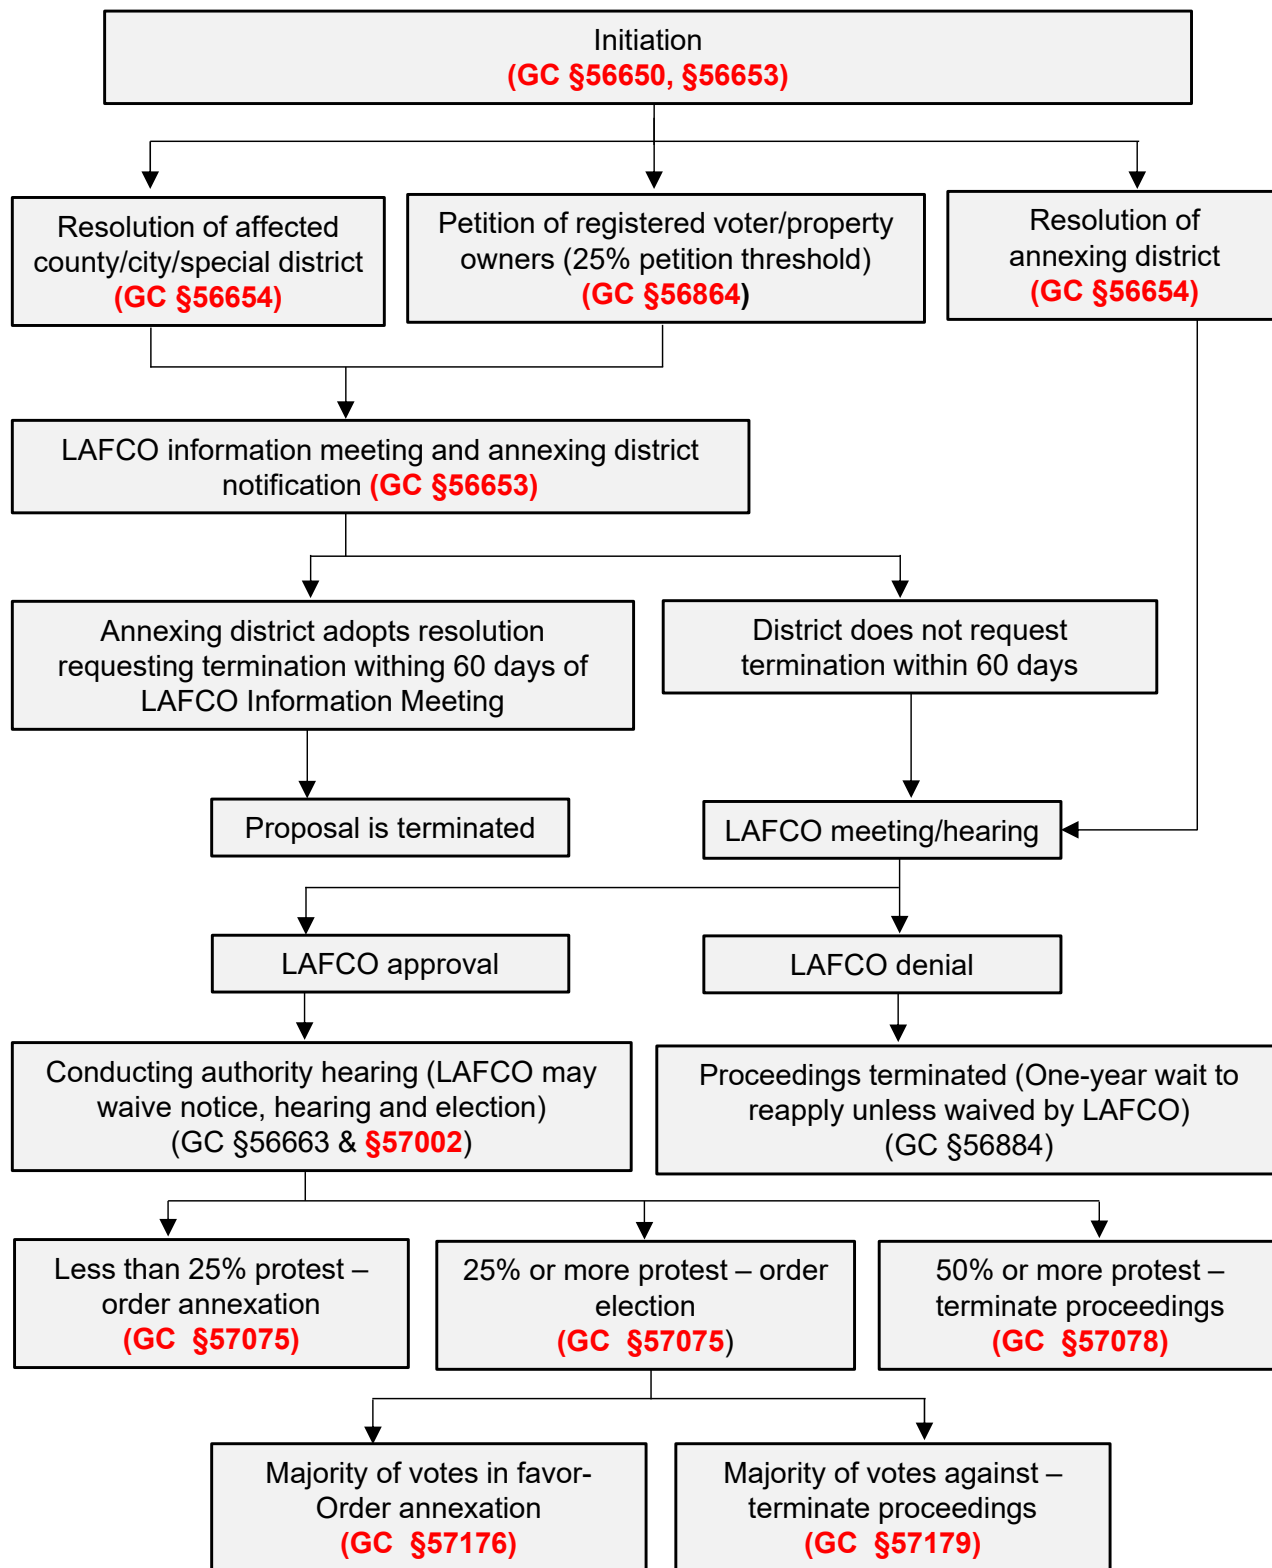 Initiation
(GC §56650, §56653)
Resolution of affected
county/city/special district
(GC §56654)
Petition of registered voter/property
owners (25% petition threshold)
(GC §56864)
Resolution of
annexing district
(GC §56654)
LAFCO information meeting and annexing district
notification (GC §56653)
Annexing district adopts resolution
requesting termination withing 60 days of
LAFCO Information Meeting
District does not request
termination within 60 days
Proposal is terminated
LAFCO meeting/hearing
LAFCO approval
LAFCO denial
Conducting authority hearing (LAFCO may
waive notice, hearing and election)
(GC §56663 & §57002)
Proceedings terminated (One-year wait to
reapply unless waived by LAFCO)
(GC §56884)
Less than 25% protest –
order annexation
(GC  §57075)
25% or more protest – order
election
(GC  §57075)
50% or more protest –
terminate proceedings
(GC  §57078)
Majority of votes in favor-
Order annexation
(GC  §57176)
Majority of votes against –
terminate proceedings
(GC  §57179)